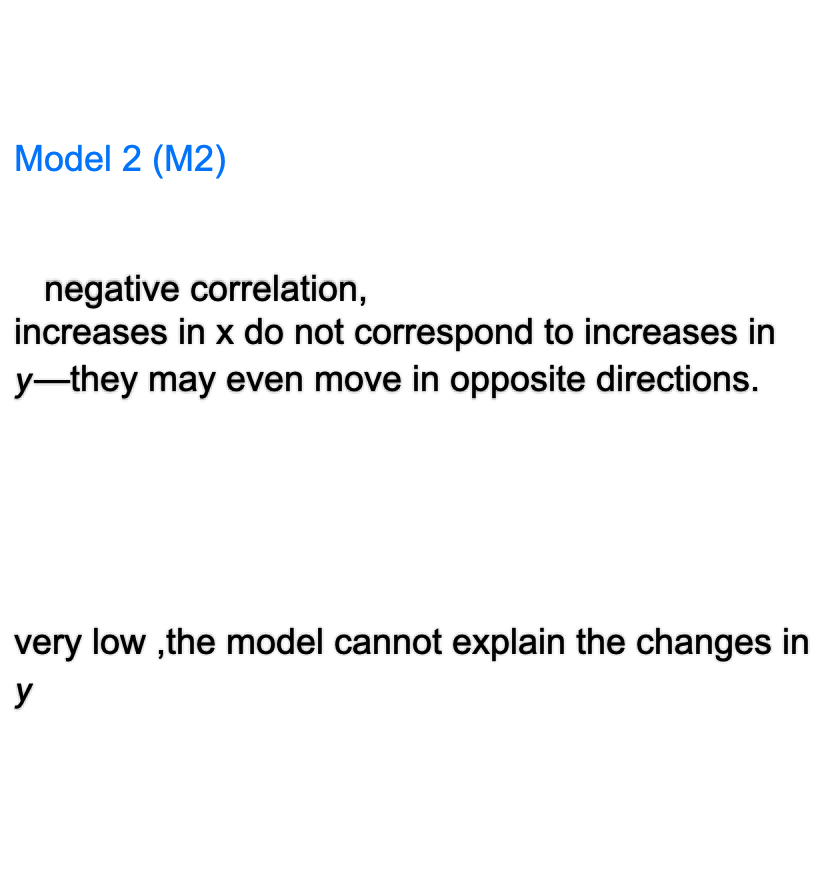 Model 2 (M2)
negative correlation,
increases in x do not correspond to increases in
y—they may even move in opposite directions.
very low ,the model cannot explain the changes in
y